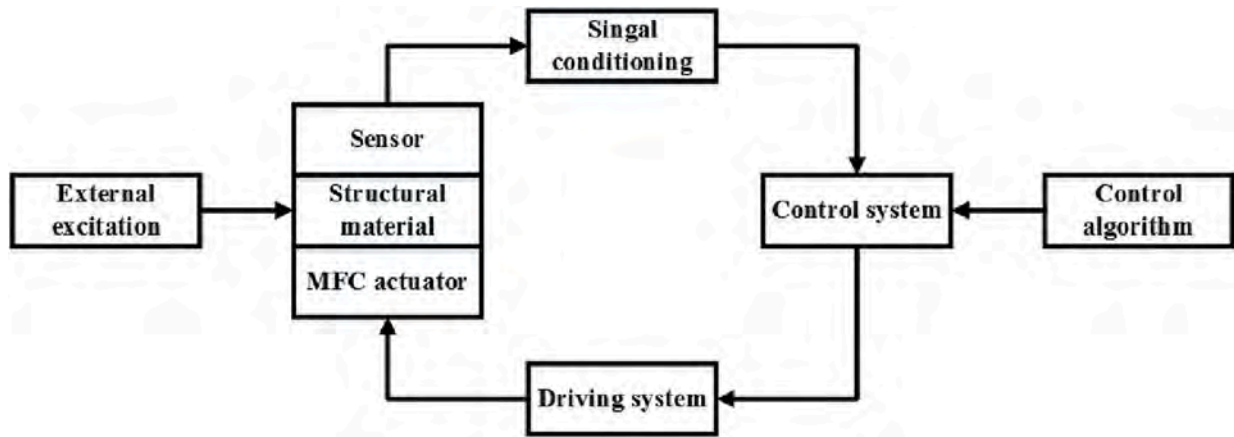 Singal
conditioning
Sensor
External
excitation
Structural
material
Control system
Control
algorithm
MFC actuator
Driving system